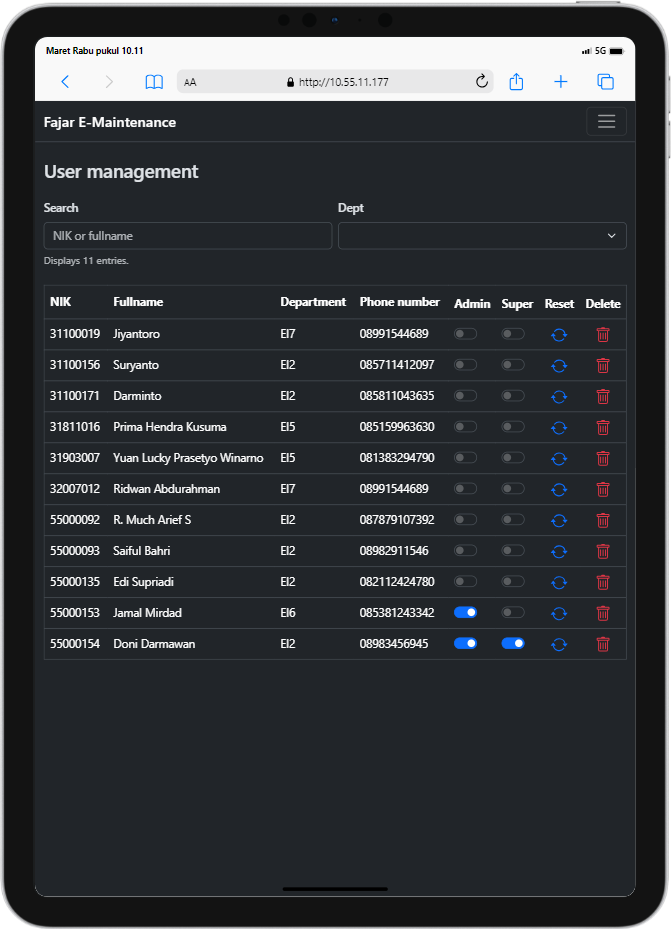 Maret Rabu pukul 10.11 5G
AA http://10.55.11.177
Fajar E-Maintenance
User management
Search Dept
NIK or fullname
Displays 11 entries.
NIK Fullname Department Phone number Admin Super Reset Delete
31100019 Jiyantoro EI7 08991544689
31100156 Suryanto EI2 085711412097
31100171 Darminto EI2 085811043635
31811016 Prima Hendra Kusuma EI5 085159963630
31903007 Yuan Lucky Prasetyo Winarno EI5 081383294790
32007012 Ridwan Abdurahman EI7 08991544689
55000092 R. Much Arief S EI2 087879107392
55000093 Saiful Bahri EI2 08982911546
55000135 Edi Supriadi EI2 082112424780
55000153 Jamal Mirdad EI6 085381243342
55000154 Doni Darmawan EI2 08983456945